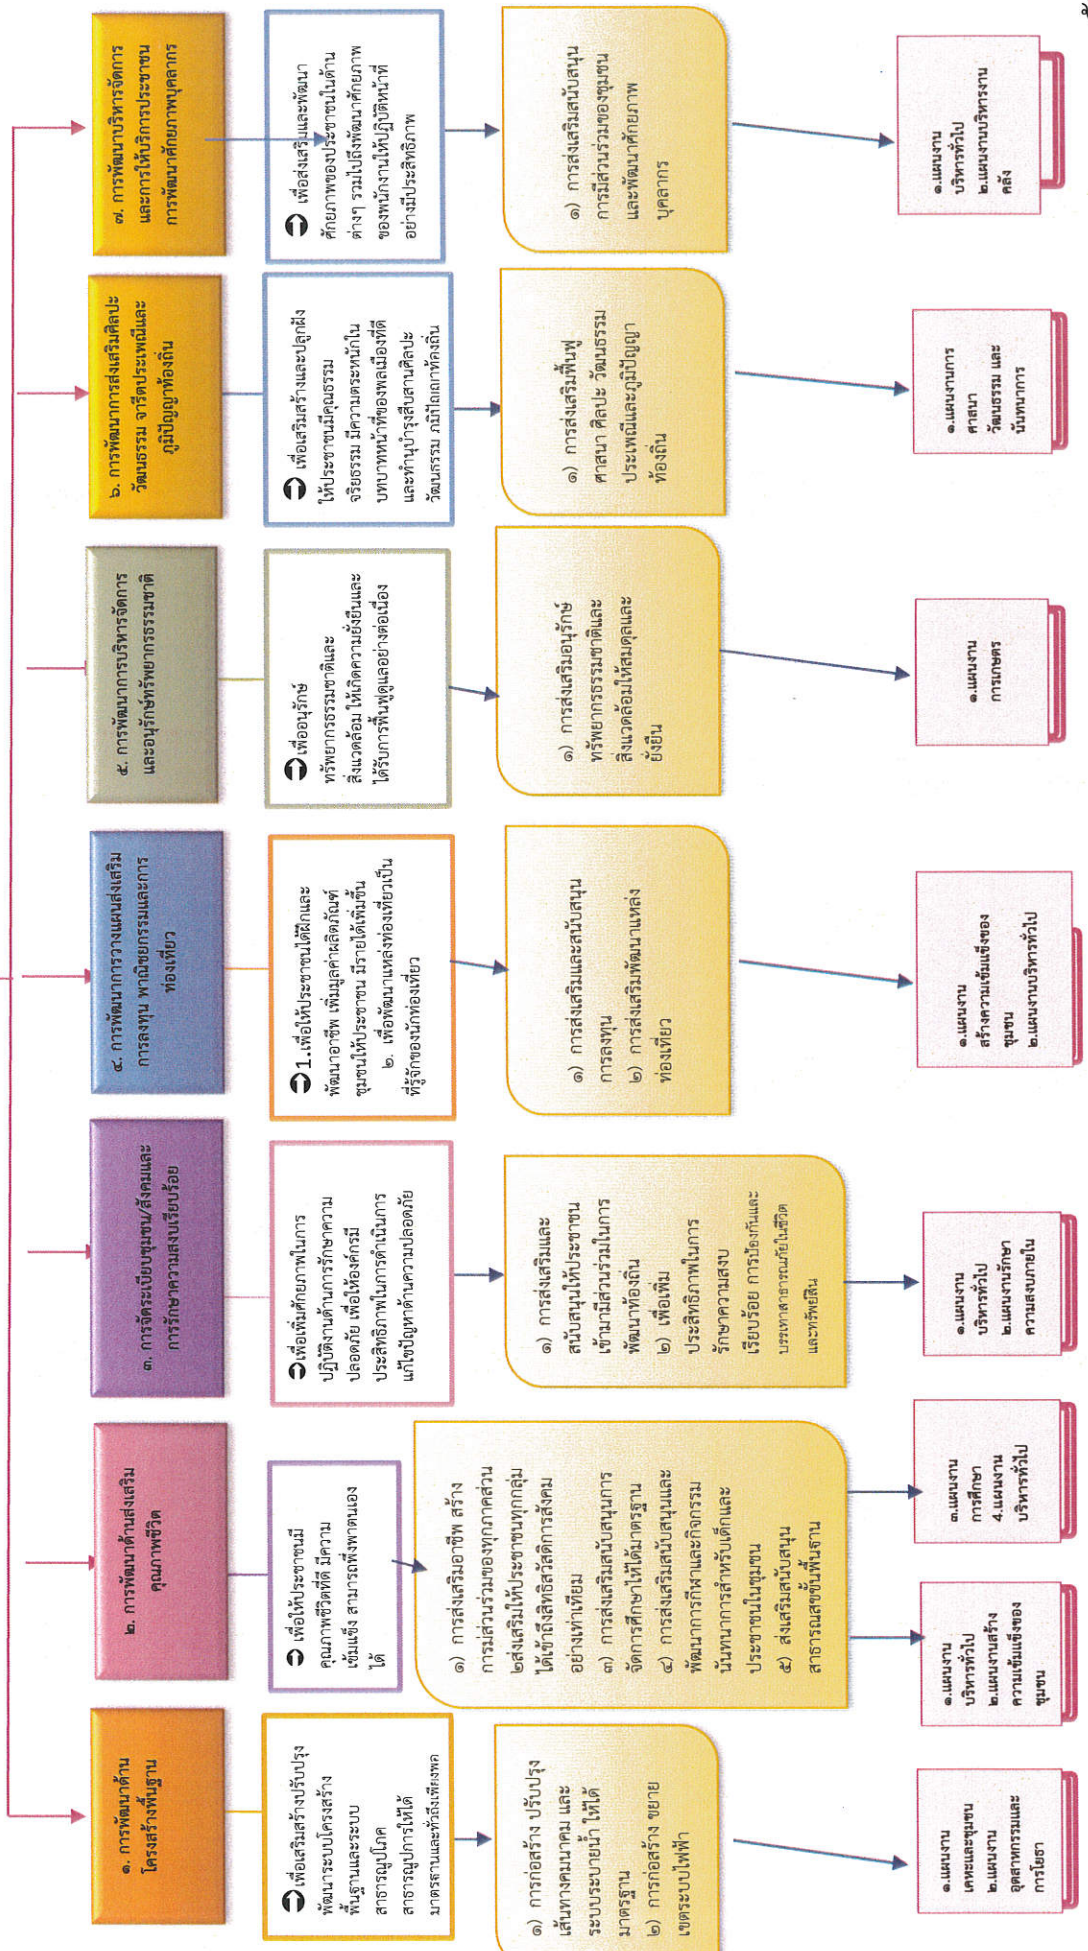 ๑. การพัฒนาด้าน
โครงสร้างพื้นฐาน
๒. การพัฒนาด้านส่งเสริม
คุณภาพชีวิต
๓. การจัดระเบียบชุมชน/สังคมและ
การรักษาความสงบเรียบร้อย
๔. การพัฒนาการวางแผนส่งเสริม
การลงทุน พาณิชยกรรมและการ
ท่องเที่ยว
๕. การพัฒนาการบริหารจัดการ
และอนุรักษ์ทรัพยากรธรรมชาติ
๖. การพัฒนาการส่งเสริมศิลปะ
วัฒนธรรม จารีตประเพณีและ
ภูมิปัญญาท้องถิ่น
๗. การพัฒนาบริหารจัดการ
และการให้บริการประชาชน
การพัฒนาศักยภาพบุคลากร
เพื่อเสริมสร้างปรับปรุง
พัฒนาระบบโครงสร้าง
พื้นฐานและระบบ
สาธารณูปโภค
สาธารณูปการให้ได้
มาตรฐานและทั่วถึงเพียงพอ
เพื่อให้ประชาชนมี
คุณภาพชีวิตที่ดี มีความ
เข้มแข็ง สามารถพึ่งพาตนเอง
ได้
เพื่อเพิ่มศักยภาพในการ
ปฏิบัติงานด้านการรักษาความ
ปลอดภัย เพื่อให้องค์กรมี
ประสิทธิภาพในการดำเนินการ
แก้ไขปัญหาด้านความปลอดภัย
1.เพื่อให้ประชาชนได้ฝึกและ
พัฒนาอาชีพ เพิ่มมูลค่าผลิตภัณฑ์
ชุมชนให้ประชาชน มีรายได้เพิ่มขึ้น
๒. เพื่อพัฒนาแหล่งท่องเที่ยวเป็น
ที่รู้จักของนักท่องเที่ยว
เพื่ออนุรักษ์
ทรัพยากรธรรมชาติและ
สิ่งแวดล้อม ให้เกิดความยั่งยืนและ
ได้รับการฟื้นฟูดูแลอย่างต่อเนื่อง
เพื่อเสริมสร้างและปลูกฝัง
ให้ประชาชนมีคุณธรรม
จริยธรรม มีความตระหนักใน
บทบาทหน้าที่ของพลเมืองที่ดี
และทำนุบำรุงสืบสานศิลปะ
วัฒนธรรม ภูมิปัญญาท้องถิ่น
เพื่อส่งเสริมและพัฒนา
ศักยภาพของประชาชนในด้าน
ต่างๆ รวมไปถึงพัฒนาศักยภาพ
ของพนักงานให้ปฏิบัติหน้าที่
อย่างมีประสิทธิภาพ
๑) การก่อสร้าง ปรับปรุง
เส้นทางคมนาคม และ
ระบบระบายน้ำ ให้ได้
มาตรฐาน
๒) การก่อสร้าง ขยาย
เขตระบบไฟฟ้า
๑) การส่งเสริมอาชีพ สร้าง
การมส่วนร่วมของทุกภาคส่วน
๒ส่งเสริมให้ประชาชนทุกกลุ่ม
ได้เข้าถึงสิทธิสวัสดิการสังคม
อย่างเท่าเทียม
๓) การส่งเสริมสนับสนุนการ
จัดการศึกษาให้ได้มาตรฐาน
๔) การส่งเสริมสนับสนุนและ
พัฒนาการกีฬาและกิจกรรม
นันทนาการสำหรับเด็กและ
ประชาชนในชุมชน
๕) ส่งเสริมสนับสนุน
สาธารณสุขขั้นพื้นฐาน
๑) การส่งเสริมและ
สนับสนุนให้ประชาชน
เข้ามามีส่วนร่วมในการ
พัฒนาท้องถิ่น
๒) เพื่อเพิ่ม
ประสิทธิภาพในการ
รักษาความสงบ
เรียบร้อย การป้องกันและ
บรรเทาสาธารณภัยในชีวิต
และทรัพย์สิน
๑) การส่งเสริมและสนับสนุน
การลงทุน
๒) การส่งเสริมพัฒนาแหล่ง
ท่องเที่ยว
๑) การส่งเสริมอนุรักษ์
ทรัพยากรธรรมชาติและ
สิ่งแวดล้อมให้สมดุลและ
ยั่งยืน
๑) การส่งเสริมฟื้นฟู
ศาสนา ศิลปะ วัฒนธรรม
ประเพณีและภูมิปัญญา
ท้องถิ่น
๑) การส่งเสริมสนับสนุน
การมีส่วนร่วมของชุมชน
และพัฒนาศักยภาพ
บุคลากร
๑.แผนงาน
เคหะและชุมชน
๒.แผนงาน
อุตสาหกรรมและ
การโยธา
๑.แผนงาน
บริหารทั่วไป
๒.แผนงานสร้าง
ความเข้มแข็งของ
ชุมชน
๓.แผนงาน
การศึกษา
4.แผนงาน
บริหารทั่วไป
๑.แผนงาน
บริหารทั่วไป
๒.แผนงานรักษา
ความสงบภายใน
๑.แผนงาน
สร้างความเข้มแข็งของ
ชุมชน
๒.แผนงานบริหารทั่วไป
๑.แผนงาน
การเกษตร
๑.แผนงานการ
ศาสนา
วัฒนธรรม และ
นันทนาการ
๑.แผนงาน
บริหารทั่วไป
๒.แผนงานบริหารงาน
คลัง